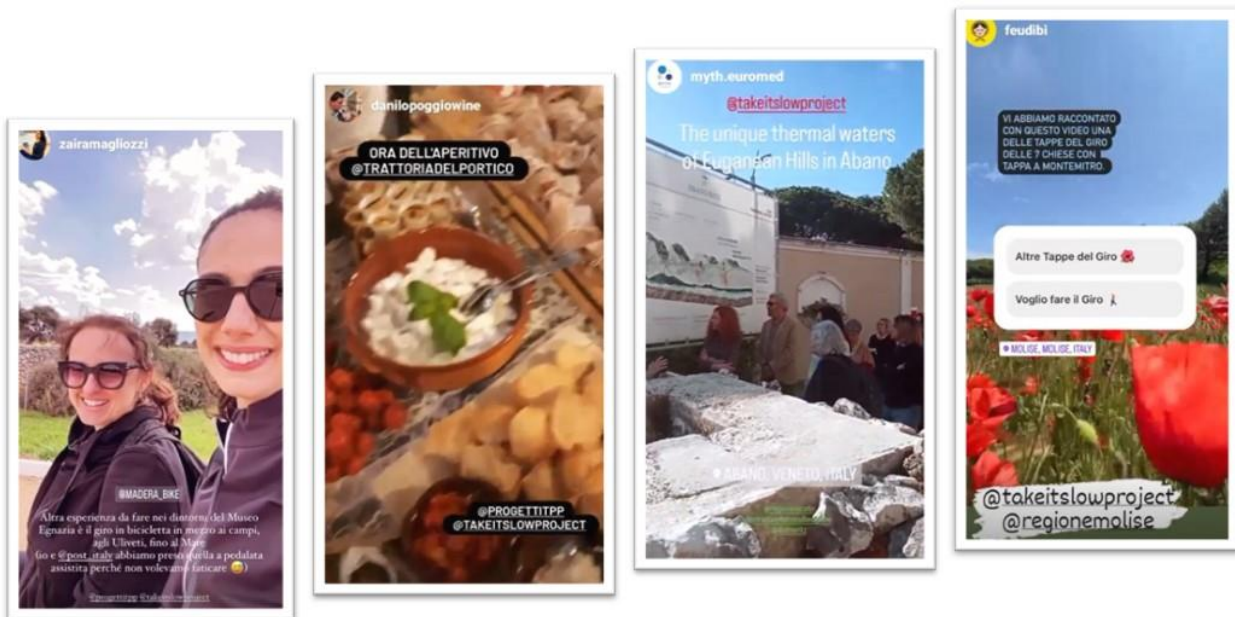 zairamagliozzi
@MADERA_BIKE
Altra esperienza da fare nei dintorni del Museo
Egnazia è il giro in bicicletta in mezzo ai campi,
agli Uliveti, fino al Mare
(io e @post_italy abbiamo preso quella a pedalata
assistita perché non volevamo faticare 😅)
@progettitpp @takeitslowproject
danilopoggiowine
ORA DELL'APERITIVO
@TRATTORIADELPORTICO
@PROGETTITPP
@TAKEITSLOWPROJECT
myth.euromed
@takeitslowproject
The unique thermal waters
of Euganean Hills in Abano
ABANO, VENETO, ITALY
feudibi
VI ABBIAMO RACCONTATO
CON QUESTO VIDEO UNA
DELLE TAPPE DEL GIRO
DELLE 7 CHIESE CON
TAPPA A MONTEMITRO.
Altre Tappe del Giro 🌺
Voglio fare il Giro
MOLISE, MOLISE, ITALY
@takeitslowproject
@regionemolise